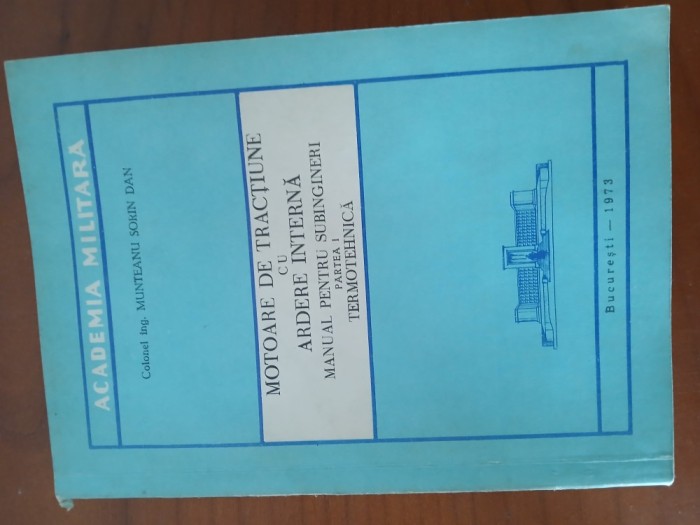 ACADEMIA MILITARĂ
Colonel ing. MUNTEANU SORIN DAN
MOTOARE DE TRACȚIUNE
CU
ARDERE INTERNĂ
MANUAL PENTRU SUBINGINERI
PARTEA I
TERMOTEHNICĂ
București — 1973